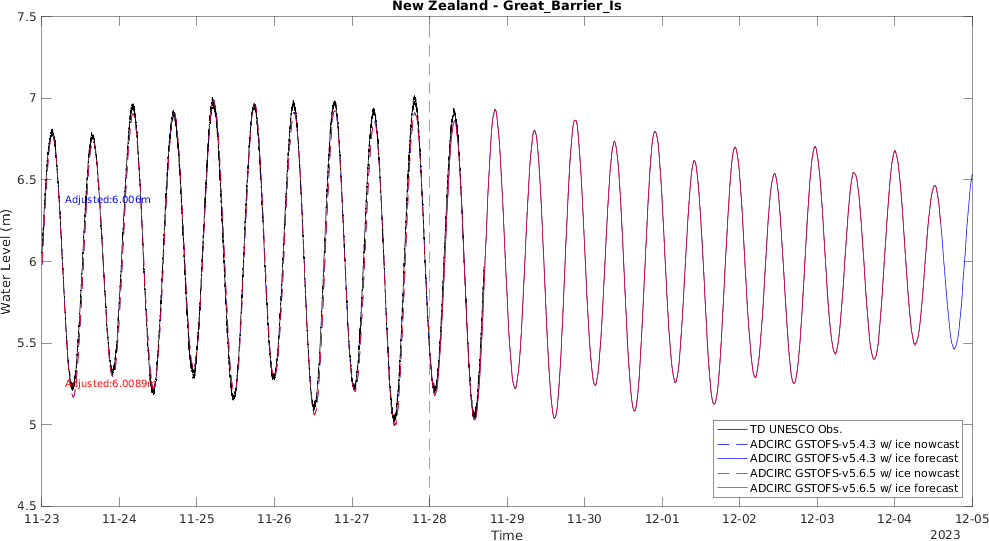 New Zealand - Great_Barrier_Is
7.5
7
6.5
6
5.5
5
4.5
Water Level (m)
Adjusted:6.006m
Adjusted:6.0089m
TD UNESCO Obs.
ADCIRC GSTOFS-v5.4.3 w/ ice nowcast
ADCIRC GSTOFS-v5.4.3 w/ ice forecast
ADCIRC GSTOFS-v5.6.5 w/ ice nowcast
ADCIRC GSTOFS-v5.6.5 w/ ice forecast
11-23 11-24 11-25 11-26 11-27 11-28 11-29 11-30 12-01 12-02 12-03 12-04 12-05
Time
2023